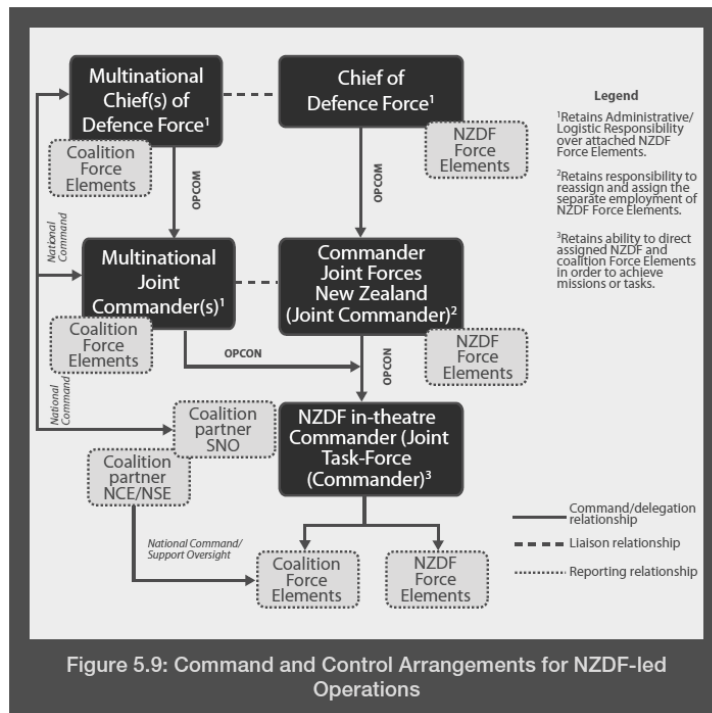 Multinational
Chief(s) of
Defence Force¹
Chief of
Defence Force¹
Coalition
Force
Elements
NZDF
Force
Elements
OPCOM
OPCOM
National
Command
Multinational
Joint
Commander(s)¹
Commander
Joint Forces
New Zealand
(Joint Commander)²
Coalition
Force
Elements
NZDF
Force
Elements
OPCON
OPCON
National
Command
Coalition
partner
SNO
NZDF in-theatre
Commander (Joint
Task-Force
(Commander)³
Coalition
partner
NCE/NSE
National Command/
Support Oversight
Coalition
Force
Elements
NZDF
Force
Elements
Legend
¹Retains Administrative/
Logistic Responsibility
over attached NZDF
Force Elements.
²Retains responsibility to
reassign and assign the
separate employment of
NZDF Force Elements.
³Retains ability to direct
assigned NZDF and
coalition Force Elements
in order to achieve
missions or tasks.
Command/delegation
relationship
Liaison relationship
Reporting relationship
Figure 5.9: Command and Control Arrangements for NZDF-led
Operations